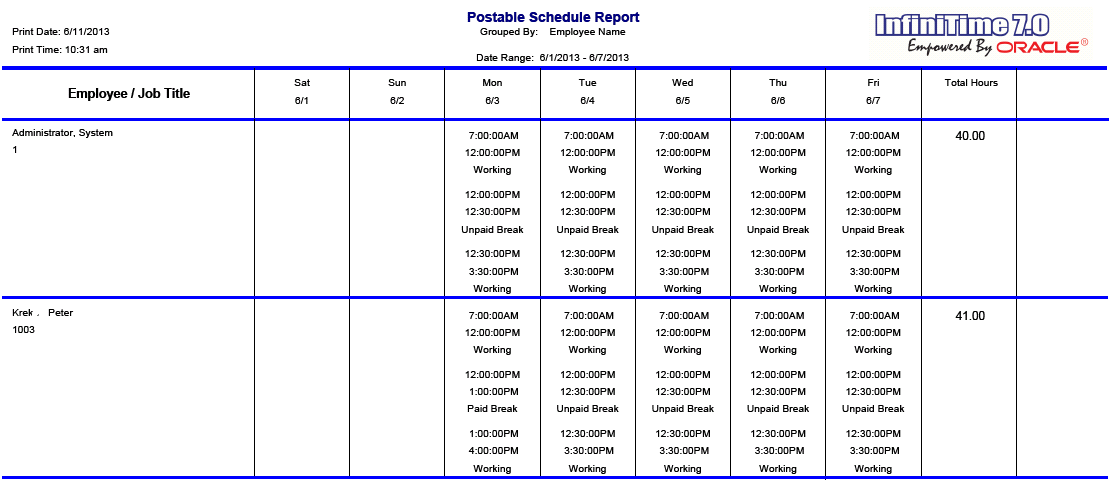 Postable Schedule Report
Print Date: 6/11/2013
Grouped By: Employee Name
InfiniTime 7.0
Print Time: 10:31 am
Empowered By ORACLE®
Date Range: 6/1/2013 - 6/7/2013
Employee / Job Title Sat Sun Mon Tue Wed Thu Fri Total Hours
6/1 6/2 6/3 6/4 6/5 6/6 6/7
Administrator, System 7:00:00AM 7:00:00AM 7:00:00AM 7:00:00AM 7:00:00AM 40.00
1 12:00:00PM 12:00:00PM 12:00:00PM 12:00:00PM 12:00:00PM
Working Working Working Working Working
12:00:00PM 12:00:00PM 12:00:00PM 12:00:00PM 12:00:00PM
12:30:00PM 12:30:00PM 12:30:00PM 12:30:00PM 12:30:00PM
Unpaid Break Unpaid Break Unpaid Break Unpaid Break Unpaid Break
12:30:00PM 12:30:00PM 12:30:00PM 12:30:00PM 12:30:00PM
3:30:00PM 3:30:00PM 3:30:00PM 3:30:00PM 3:30:00PM
Working Working Working Working Working
Krek , Peter 7:00:00AM 7:00:00AM 7:00:00AM 7:00:00AM 7:00:00AM 41.00
1003 12:00:00PM 12:00:00PM 12:00:00PM 12:00:00PM 12:00:00PM
Working Working Working Working Working
12:00:00PM 12:00:00PM 12:00:00PM 12:00:00PM 12:00:00PM
1:00:00PM 12:30:00PM 12:30:00PM 12:30:00PM 12:30:00PM
Paid Break Unpaid Break Unpaid Break Unpaid Break Unpaid Break
1:00:00PM 12:30:00PM 12:30:00PM 12:30:00PM 12:30:00PM
4:00:00PM 3:30:00PM 3:30:00PM 3:30:00PM 3:30:00PM
Working Working Working Working Working